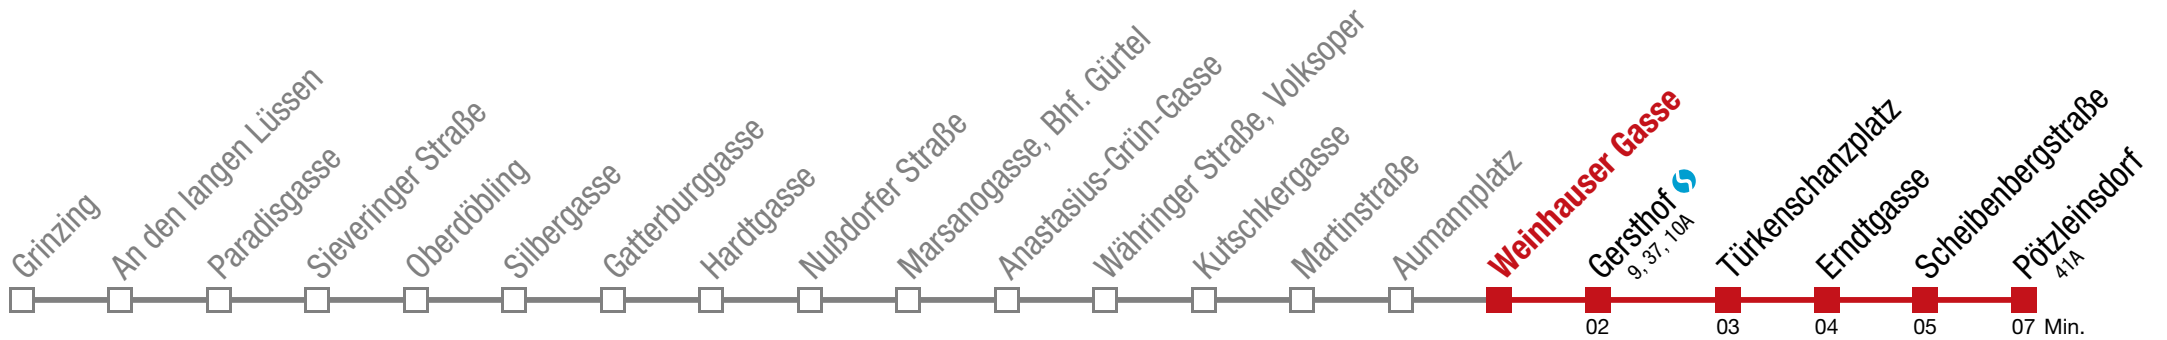 Grinzing
An den langen Lüssen
Paradisgasse
Sieveringer Straße
Oberdöbling
Silbergasse
Gatterburggasse
Hardtgasse
Nußdorfer Straße
Marsanogasse, Bhf. Gürtel
Anastasius-Grün-Gasse
Währinger Straße, Volksoper
Kutschkergasse
Martinstraße
Aumannplatz
Weinhauser Gasse
Gersthof
9, 37, 10A
Türkenschanzplatz
Erndtgasse
Scheibenbergstraße
Pötzleinsdorf
41A
02 03 04 05 07 Min.